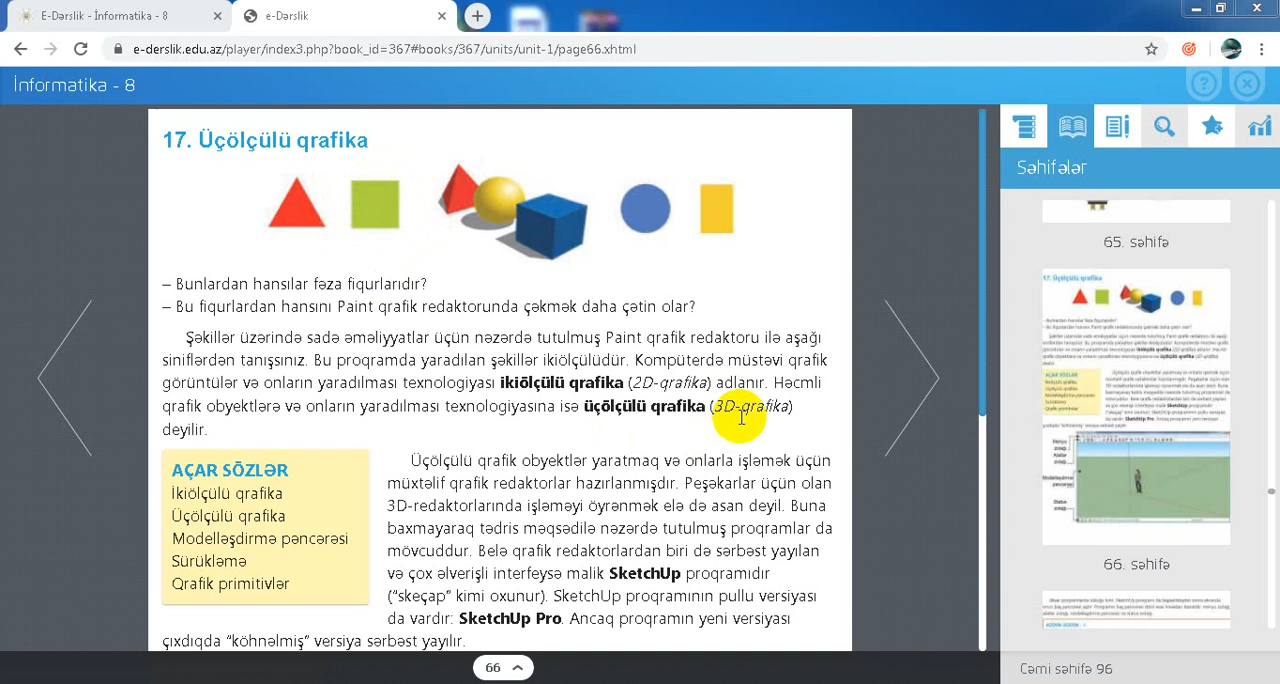 E-Dərslik - İnformatika - 8
e-Dərslik
e-derslik.edu.az/player/index3.php?book_id=367#books/367/units/unit-1/page66.xhtml
İnformatika - 8
17. Üçölçülü qrafika
– Bunlardan hansılar fəza fiqurlarıdır?
– Bu fiqurlardan hansını Paint qrafik redaktorunda çəkmək daha çətin olar?
Şəkillər üzərində sadə əməliyyatlar üçün nəzərdə tutulmuş Paint qrafik redaktoru ilə aşağı
siniflərdən tanışsınız. Bu proqramda yaradılan şəkillər ikiölçülüdür. Kompüterdə müstəvi qrafik
görüntülər və onların yaradılması texnologiyası ikiölçülü qrafika (2D-qrafika) adlanır. Həcmli
qrafik obyektlərə və onların yaradılması texnologiyasına isə üçölçülü qrafika (3D-qrafika)
deyilir.
AÇAR SÖZLƏR
İkiölçülü qrafika
Üçölçülü qrafika
Modelləşdirmə pəncərəsi
Sürükləmə
Qrafik primitivlər
Üçölçülü qrafik obyektlər yaratmaq və onlarla işləmək üçün
müxtəlif qrafik redaktorlar hazırlanmışdır. Peşəkarlar üçün olan
3D-redaktorlarında işləməyi öyrənmək elə də asan deyil. Buna
baxmayaraq tədris məqsədilə nəzərdə tutulmuş proqramlar da
mövcuddur. Belə qrafik redaktorlardan biri də sərbəst yayılan
və çox əlverişli interfeysə malik SketchUp proqramıdır
("skeçap" kimi oxunur). SketchUp proqramının pullu versiyası
da vardır: SketchUp Pro. Ancaq proqramın yeni versiyası
çıxdıqda "köhnəlmiş" versiya sərbəst yayılır.
66
Səhifələr
65. səhifə
17. Üçölçülü qrafika
AÇAR SÖZLƏR
66. səhifə
Cəmi səhifə 96